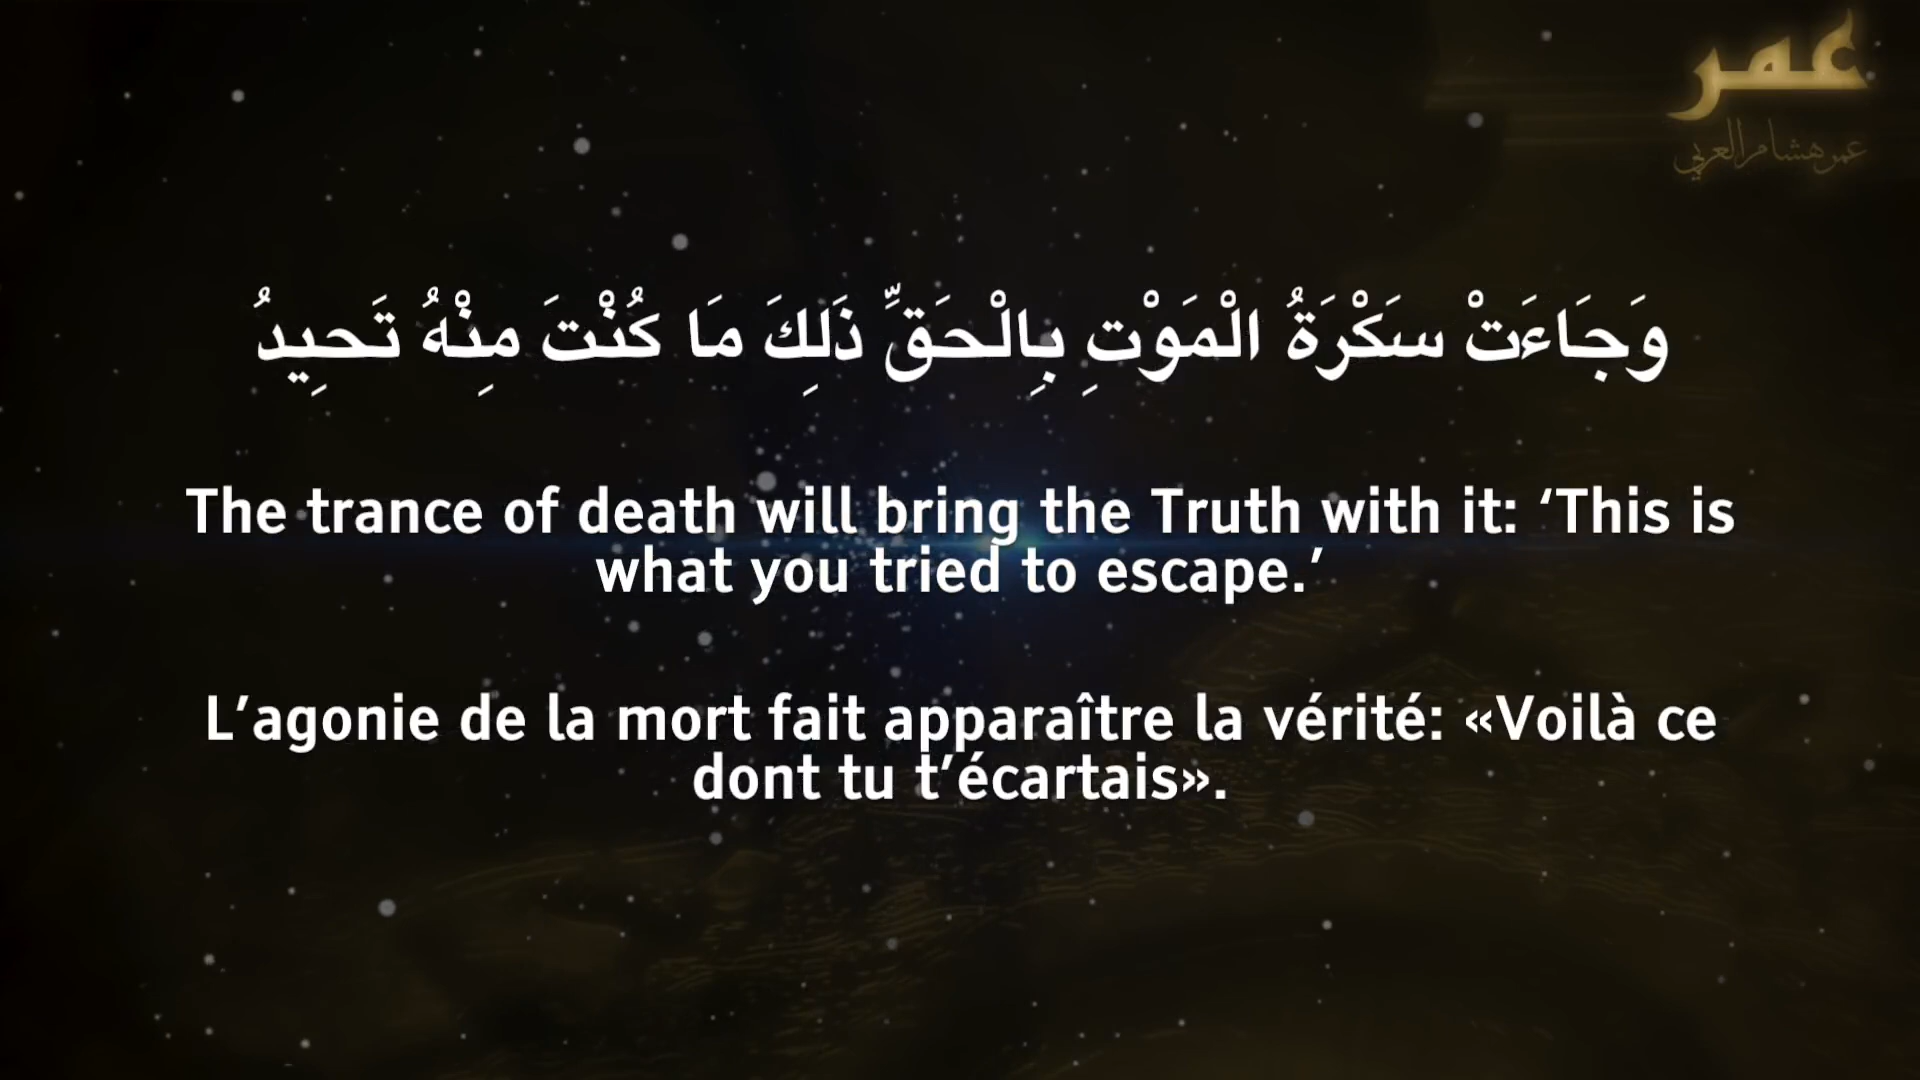 عمر
عمر هشام العربي
وَجَاءَتْ سَكْرَةُ الْمَوْتِ بِالْحَقِّ ذَلِكَ مَا كُنْتَ مِنْهُ تَحِيدُ
The trance of death will bring the Truth with it: ‘This is
what you tried to escape.’
L’agonie de la mort fait apparaître la vérité: «Voilà ce
dont tu t’écartais».